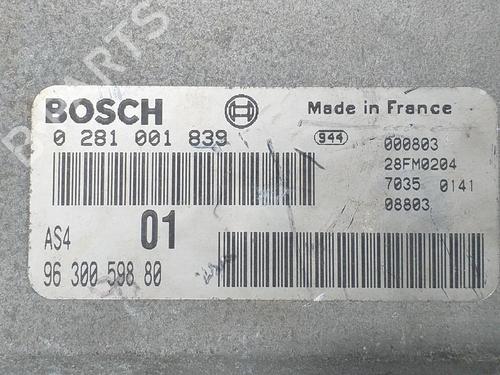 BOSCH
Made in France
0 281 001 839
944
000803
28FM0204
7035 0141
08803
AS4
01
96 300 598 80
PARTS